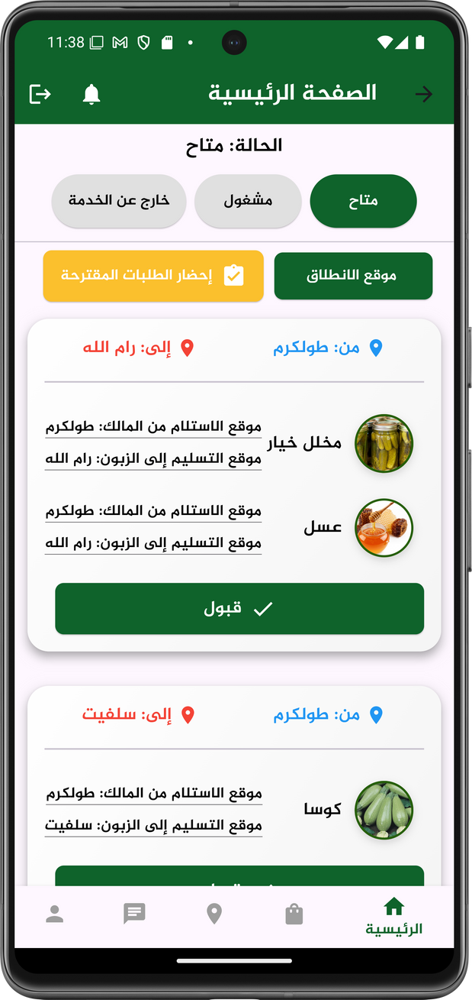 11:38
الصفحة الرئيسية
الحالة: متاح
متاح
مشغول
خارج عن الخدمة
موقع الانطلاق
إحضار الطلبات المقترحة
من: طولكرم
إلى: رام الله
مخلل خيار
موقع الاستلام من المالك: طولكرم
موقع التسليم إلى الزبون: رام الله
عسل
موقع الاستلام من المالك: طولكرم
موقع التسليم إلى الزبون: رام الله
قبول
من: طولكرم
إلى: سلفيت
كوسا
موقع الاستلام من المالك: طولكرم
موقع التسليم إلى الزبون: سلفيت
الرئيسية